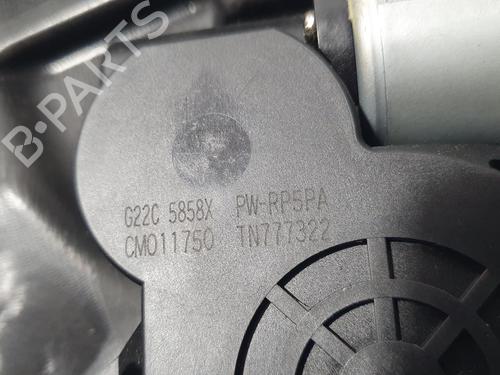 B-PARTS
G22C 5858X PW-RP5PA
CM011750 TN777322